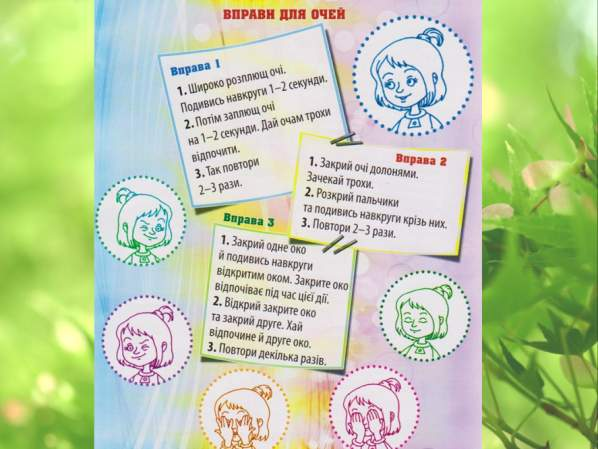 ВПРАВИ ДЛЯ ОЧЕЙ
Вправа 1
1. Широко розплющ очі.
Подивись навкруги 1–2 секунди.
2. Потім заплющ очі
на 1–2 секунди. Дай очам трохи
відпочити.
3. Так повтори
2–3 рази.
Вправа 2
1. Закрий очі долонями.
Зачекай трохи.
2. Розкрий пальчики
та подивись навкруги крізь них.
3. Повтори 2–3 рази.
Вправа 3
1. Закрий одне око
й подивись навкруги
відкритим оком. Закрите око
відпочіває під час цієї дії.
2. Відкрий закрите око
та закрий друге. Хай
відпочине й друге око.
3. Повтори декілька разів.